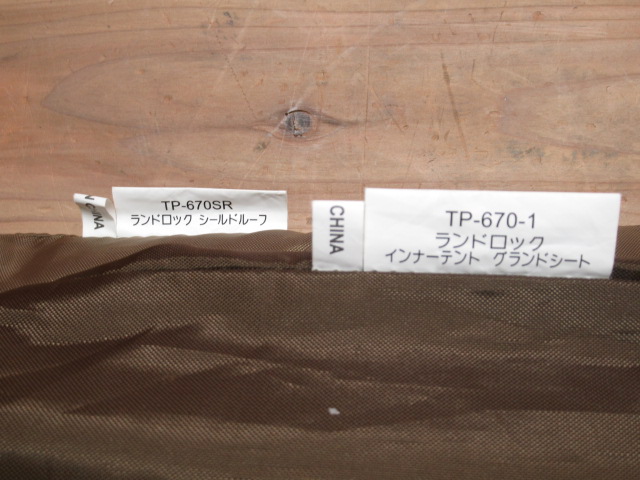 N CHINA
TP-670SR
ランドロック シールドルーフ
CHINA
TP-670-1
ランドロック
インナーテント グランドシート